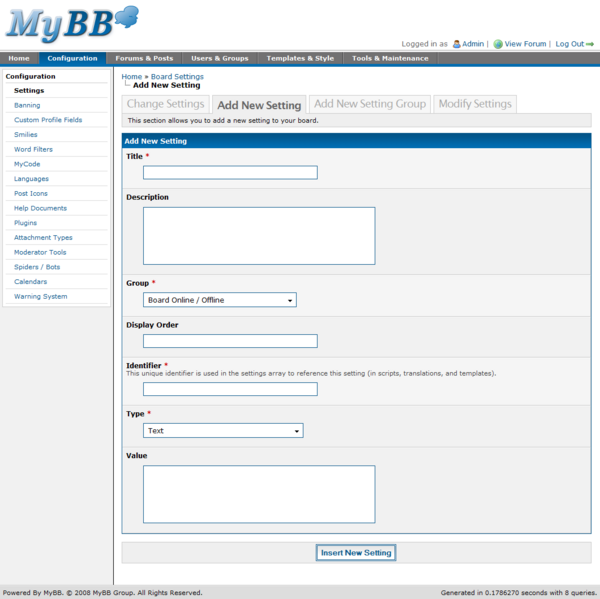 MyBB
Logged in as Admin | View Forum | Log Out
Home Configuration Forums & Posts Users & Groups Templates & Style Tools & Maintenance
Configuration
Settings
Banning
Custom Profile Fields
Smilies
Word Filters
MyCode
Languages
Post Icons
Help Documents
Plugins
Attachment Types
Moderator Tools
Spiders / Bots
Calendars
Warning System
Home » Board Settings
Add New Setting
Change Settings Add New Setting Add New Setting Group Modify Settings
This section allows you to add a new setting to your board.
Add New Setting
Title *
Description
Group *
Board Online / Offline
Display Order
Identifier *
This unique identifier is used in the settings array to reference this setting (in scripts, translations, and templates).
Type *
Text
Value
Insert New Setting
Powered By MyBB. © 2008 MyBB Group. All Rights Reserved.
Generated in 0.1786270 seconds with 8 queries.